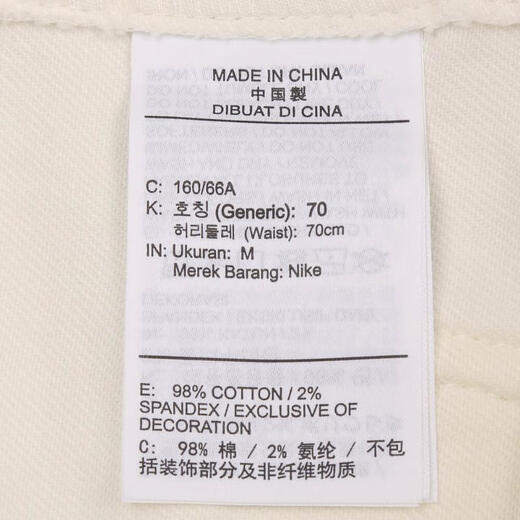 MADE IN CHINA
中国製
DIBUAT DI CINA
C: 160/66A
K: 호칭 (Generic): 70
허리둘레 (Waist): 70cm
IN: Ukuran: M
Merek Barang: Nike
E: 98% COTTON / 2%
SPANDEX / EXCLUSIVE OF
DECORATION
C: 98% 棉 / 2% 氨纶 / 不包
括装饰部分及非纤维物质